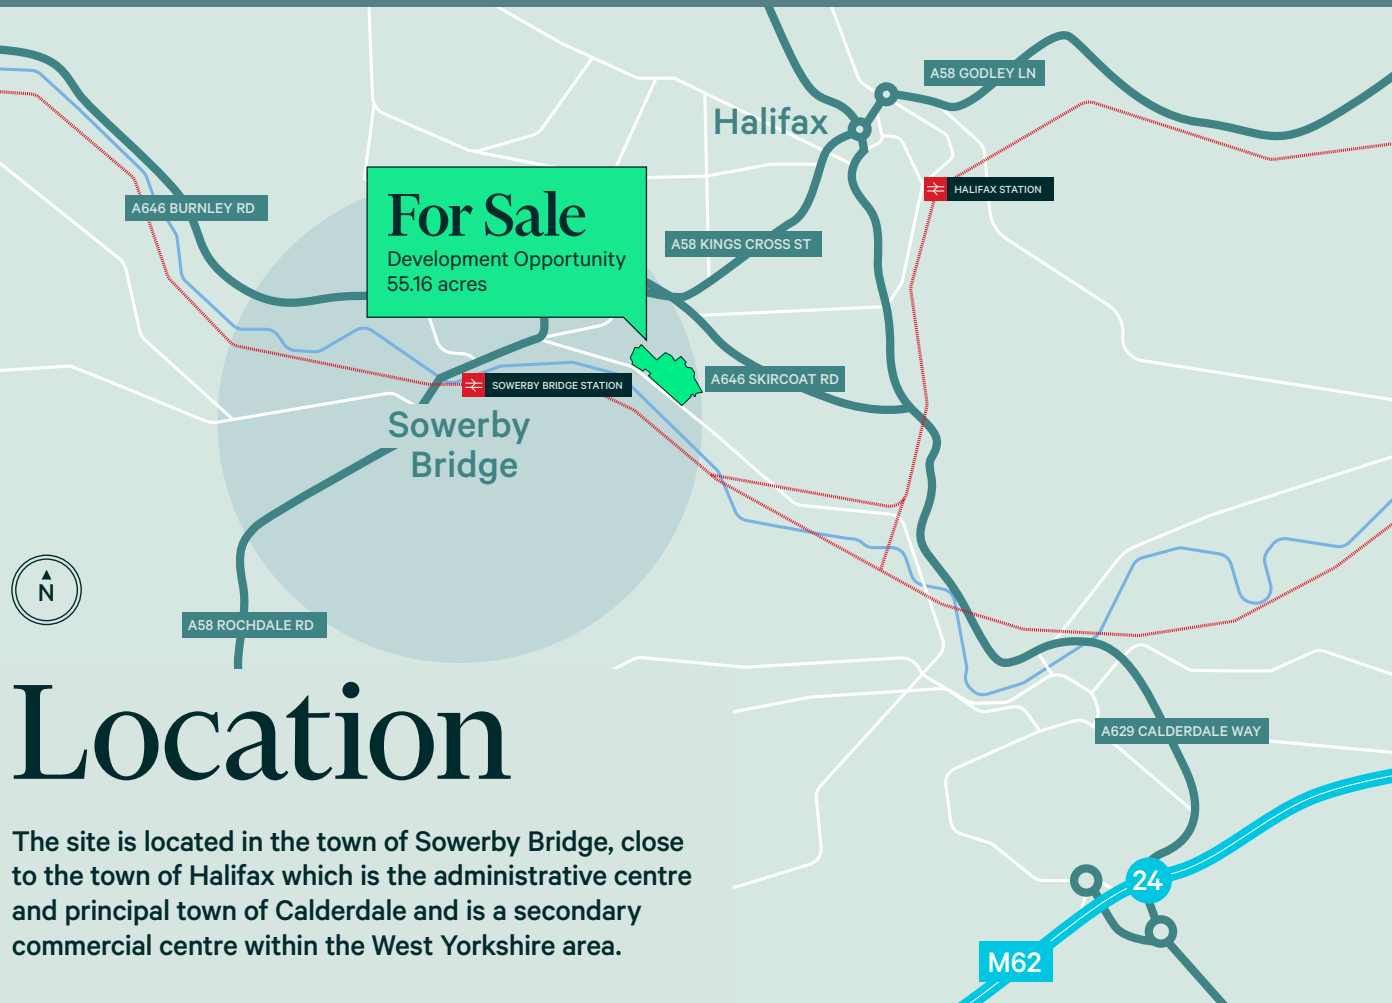 A58 GODLEY LN
Halifax
HALIFAX STATION
A646 BURNLEY RD
For Sale
Development Opportunity
55.16 acres
A58 KINGS CROSS ST
A646 SKIRCOAT RD
SOWERBY BRIDGE STATION
Sowerby
Bridge
N
A58 ROCHDALE RD
Location
The site is located in the town of Sowerby Bridge, close
to the town of Halifax which is the administrative centre
and principal town of Calderdale and is a secondary
commercial centre within the West Yorkshire area.
A629 CALDERDALE WAY
24
M62